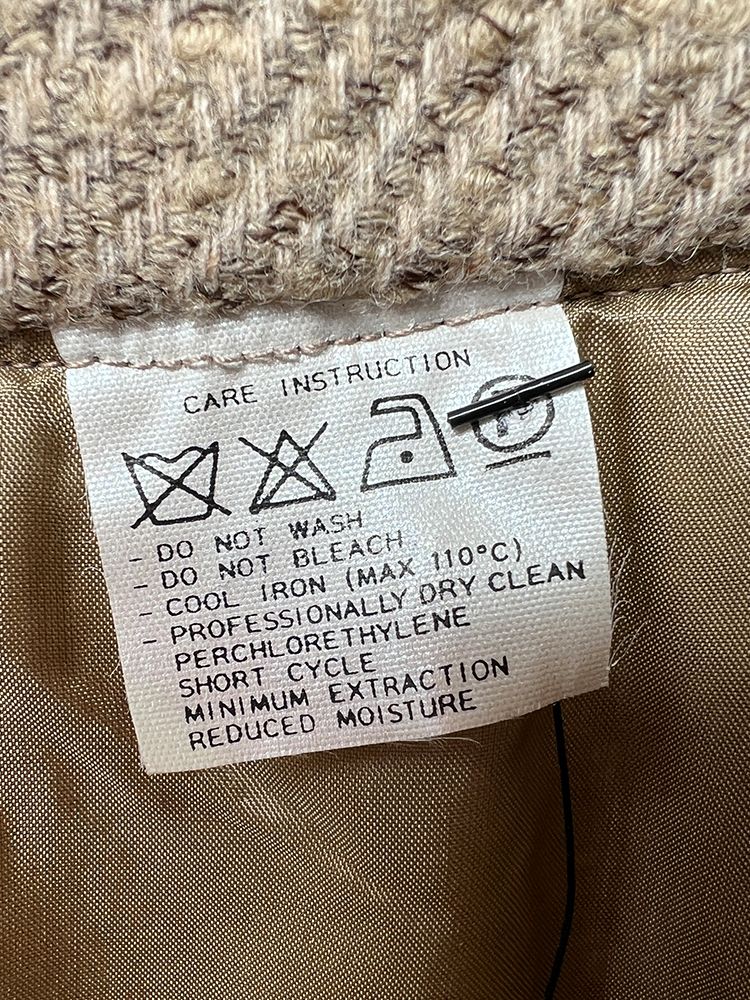 CARE INSTRUCTION
P
- DO NOT WASH
- DO NOT BLEACH
- COOL IRON (MAX 110°C)
- PROFESSIONALLY DRY CLEAN
PERCHLORETHYLENE
SHORT CYCLE
MINIMUM EXTRACTION
REDUCED MOISTURE